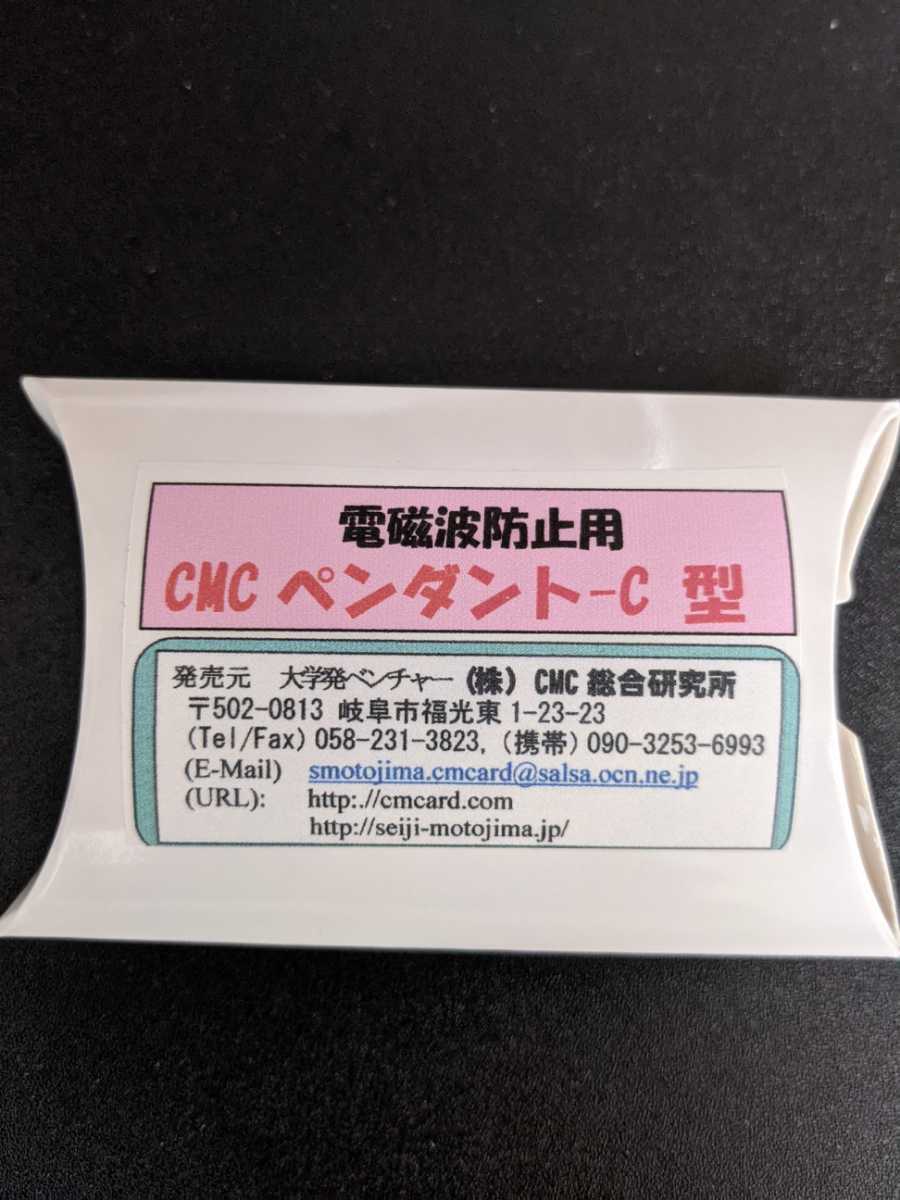 電磁波防止用
CMC ペンダント-C 型
発売元 大学発ベンチャー (株) CMC 総合研究所
〒502-0813 岐阜市福光東 1-23-23
(Tel/Fax) 058-231-3823, (携帯) 090-3253-6993
(E-Mail) smotojima.cmcard@salsa.ocn.ne.jp
(URL): http:.//cmcard.com
http://seiji-motojima.jp/